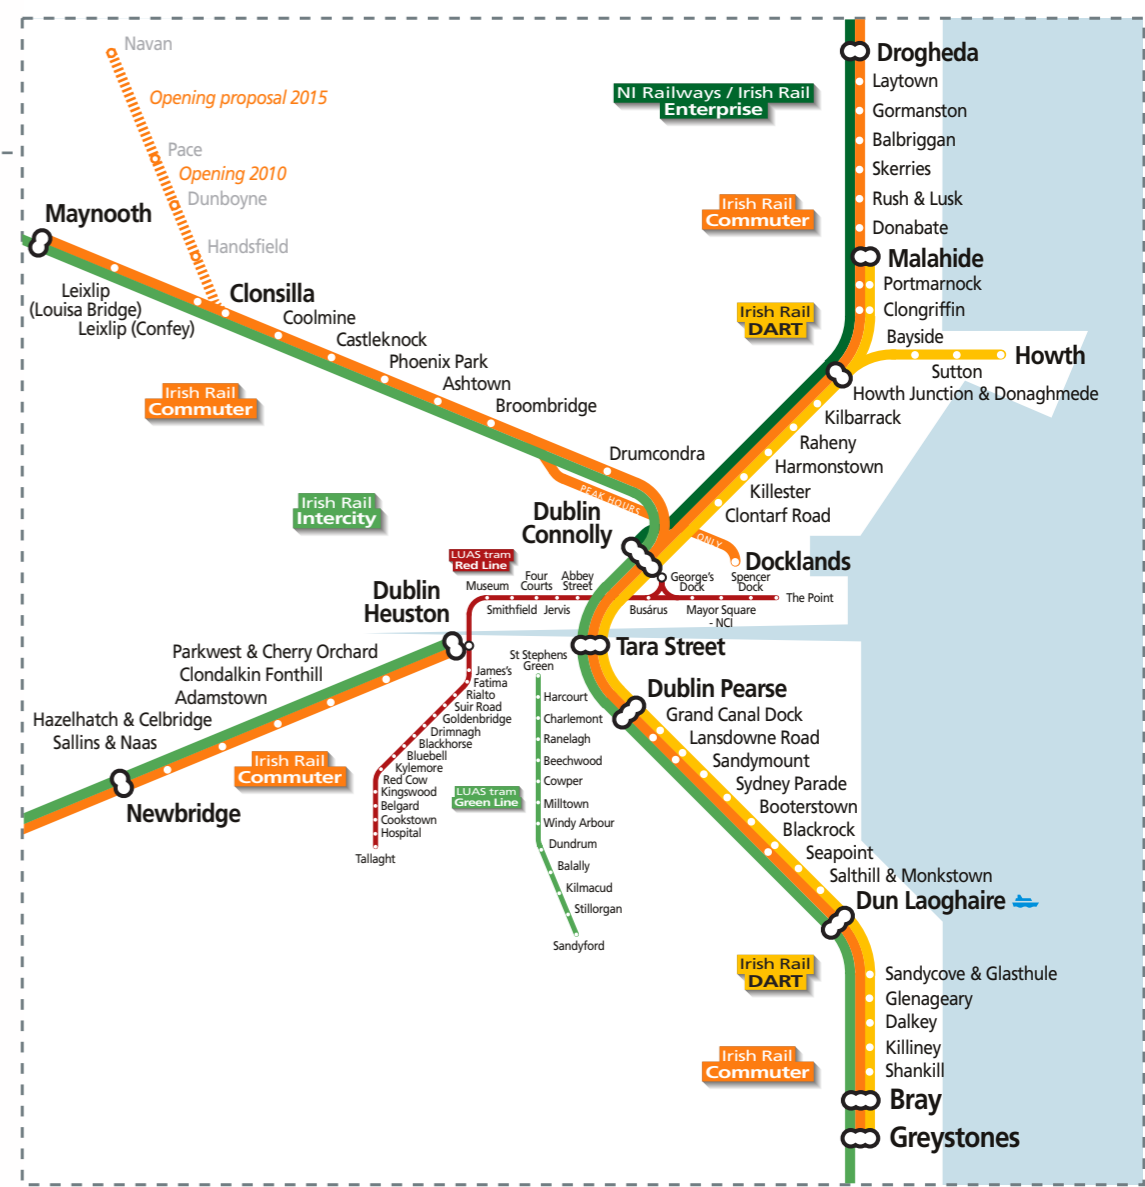 Navan
Opening proposal 2015
Pace
Opening 2010
Dunboyne
Handsfield
Maynooth
Leixlip
(Louisa Bridge)
Leixlip (Confey)
Clonsilla
Coolmine
Castleknock
Phoenix Park
Ashtown
Broombridge
Drumcondra
Irish Rail
Commuter
Irish Rail
Intercity
PEAK HOURS
ONLY
Docklands
NI Railways / Irish Rail
Enterprise
Irish Rail
Commuter
Irish Rail
DART
Drogheda
Laytown
Gormanston
Balbriggan
Skerries
Rush & Lusk
Donabate
Malahide
Portmarnock
Clongriffin
Bayside
Sutton
Howth
Howth Junction & Donaghmede
Kilbarrack
Raheny
Harmonstown
Killester
Clontarf Road
Dublin
Connolly
LUAS tram
Red Line
Museum
Four
Courts
Abbey
Street
Smithfield
Jervis
Busárus
George's
Dock
Mayor Square
- NCI
Spencer
Dock
The Point
Dublin
Heuston
Parkwest & Cherry Orchard
Clondalkin Fonthill
Adamstown
Hazelhatch & Celbridge
Sallins & Naas
Newbridge
Irish Rail
Commuter
James's
Fatima
Rialto
Suir Road
Goldenbridge
Drimnagh
Blackhorse
Bluebell
Kylemore
Red Cow
Kingswood
Belgard
Cookstown
Hospital
Tallaght
LUAS tram
Green Line
St Stephens
Green
Harcourt
Charlemont
Ranelagh
Beechwood
Cowper
Milltown
Windy Arbour
Dundrum
Balally
Kilmacud
Stillorgan
Sandyford
Tara Street
Dublin Pearse
Grand Canal Dock
Lansdowne Road
Sandymount
Sydney Parade
Booterstown
Blackrock
Seapoint
Salthill & Monkstown
Dun Laoghaire
Irish Rail
DART
Irish Rail
Commuter
Sandycove & Glasthule
Glenageary
Dalkey
Killiney
Shankill
Bray
Greystones